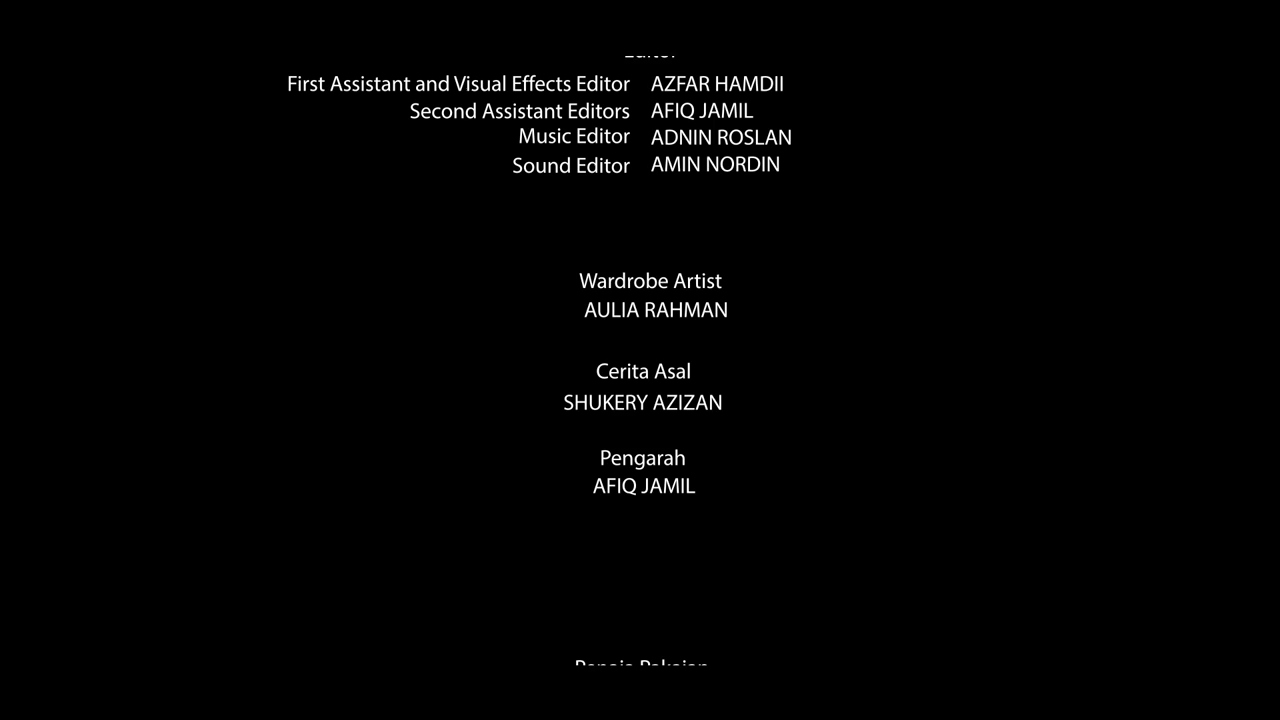 Editor
First Assistant and Visual Effects Editor AZFAR HAMDII
Second Assistant Editors AFIQ JAMIL
Music Editor ADNIN ROSLAN
Sound Editor AMIN NORDIN
Wardrobe Artist
AULIA RAHMAN
Cerita Asal
SHUKERY AZIZAN
Pengarah
AFIQ JAMIL